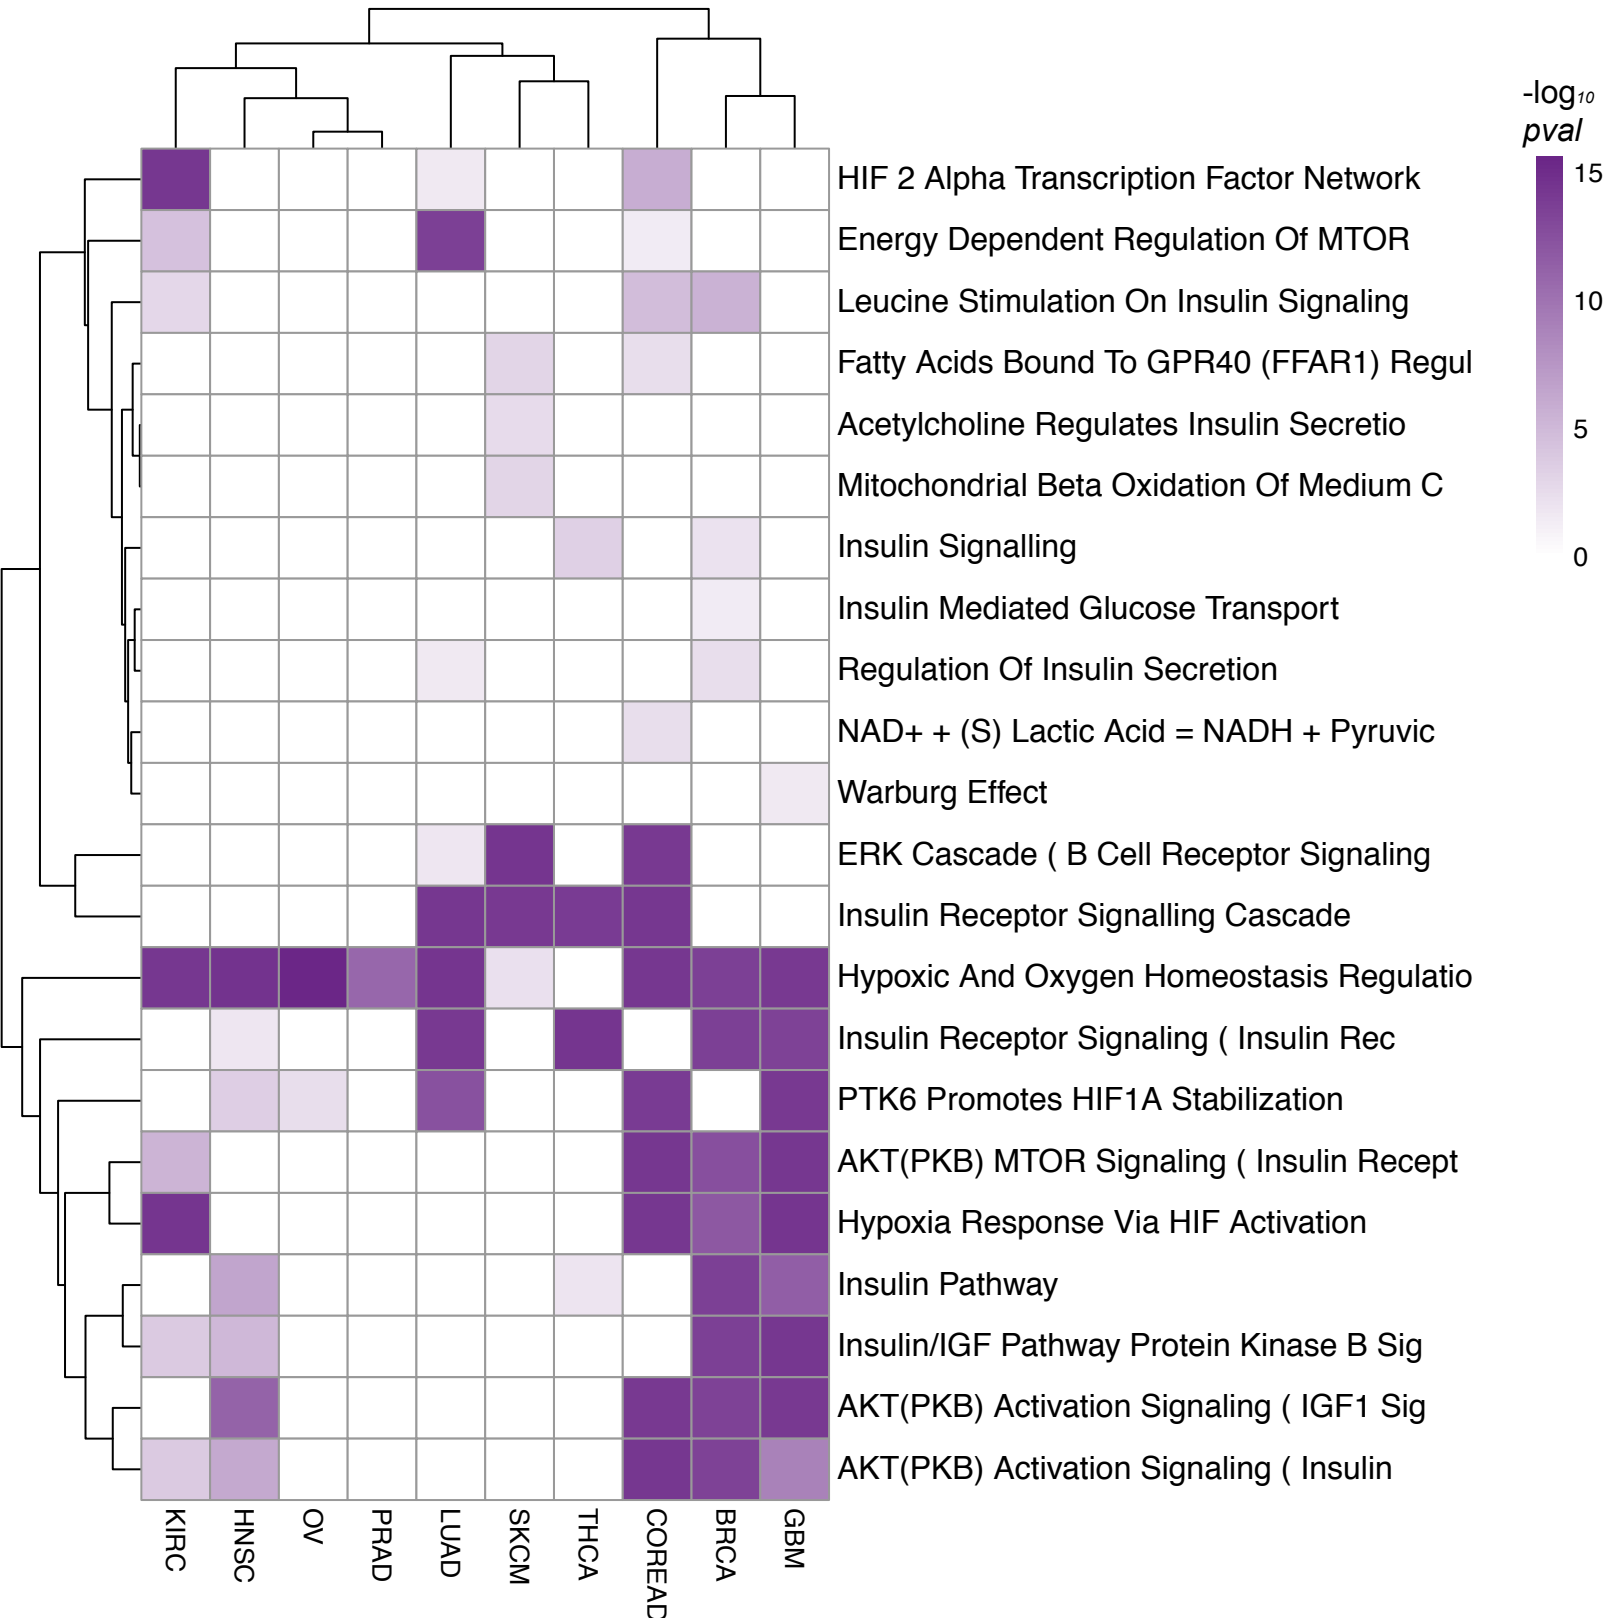 -log10
pval
15
10
5
0
HIF 2 Alpha Transcription Factor Network
Energy Dependent Regulation Of MTOR
Leucine Stimulation On Insulin Signaling
Fatty Acids Bound To GPR40 (FFAR1) Regul
Acetylcholine Regulates Insulin Secretio
Mitochondrial Beta Oxidation Of Medium C
Insulin Signalling
Insulin Mediated Glucose Transport
Regulation Of Insulin Secretion
NAD+ + (S) Lactic Acid = NADH + Pyruvic
Warburg Effect
ERK Cascade ( B Cell Receptor Signaling
Insulin Receptor Signalling Cascade
Hypoxic And Oxygen Homeostasis Regulatio
Insulin Receptor Signaling ( Insulin Rec
PTK6 Promotes HIF1A Stabilization
AKT(PKB) MTOR Signaling ( Insulin Recept
Hypoxia Response Via HIF Activation
Insulin Pathway
Insulin/IGF Pathway Protein Kinase B Sig
AKT(PKB) Activation Signaling ( IGF1 Sig
AKT(PKB) Activation Signaling ( Insulin
KIRC
HNSC
OV
PRAD
LUAD
SKCM
THCA
COREAD
BRCA
GBM